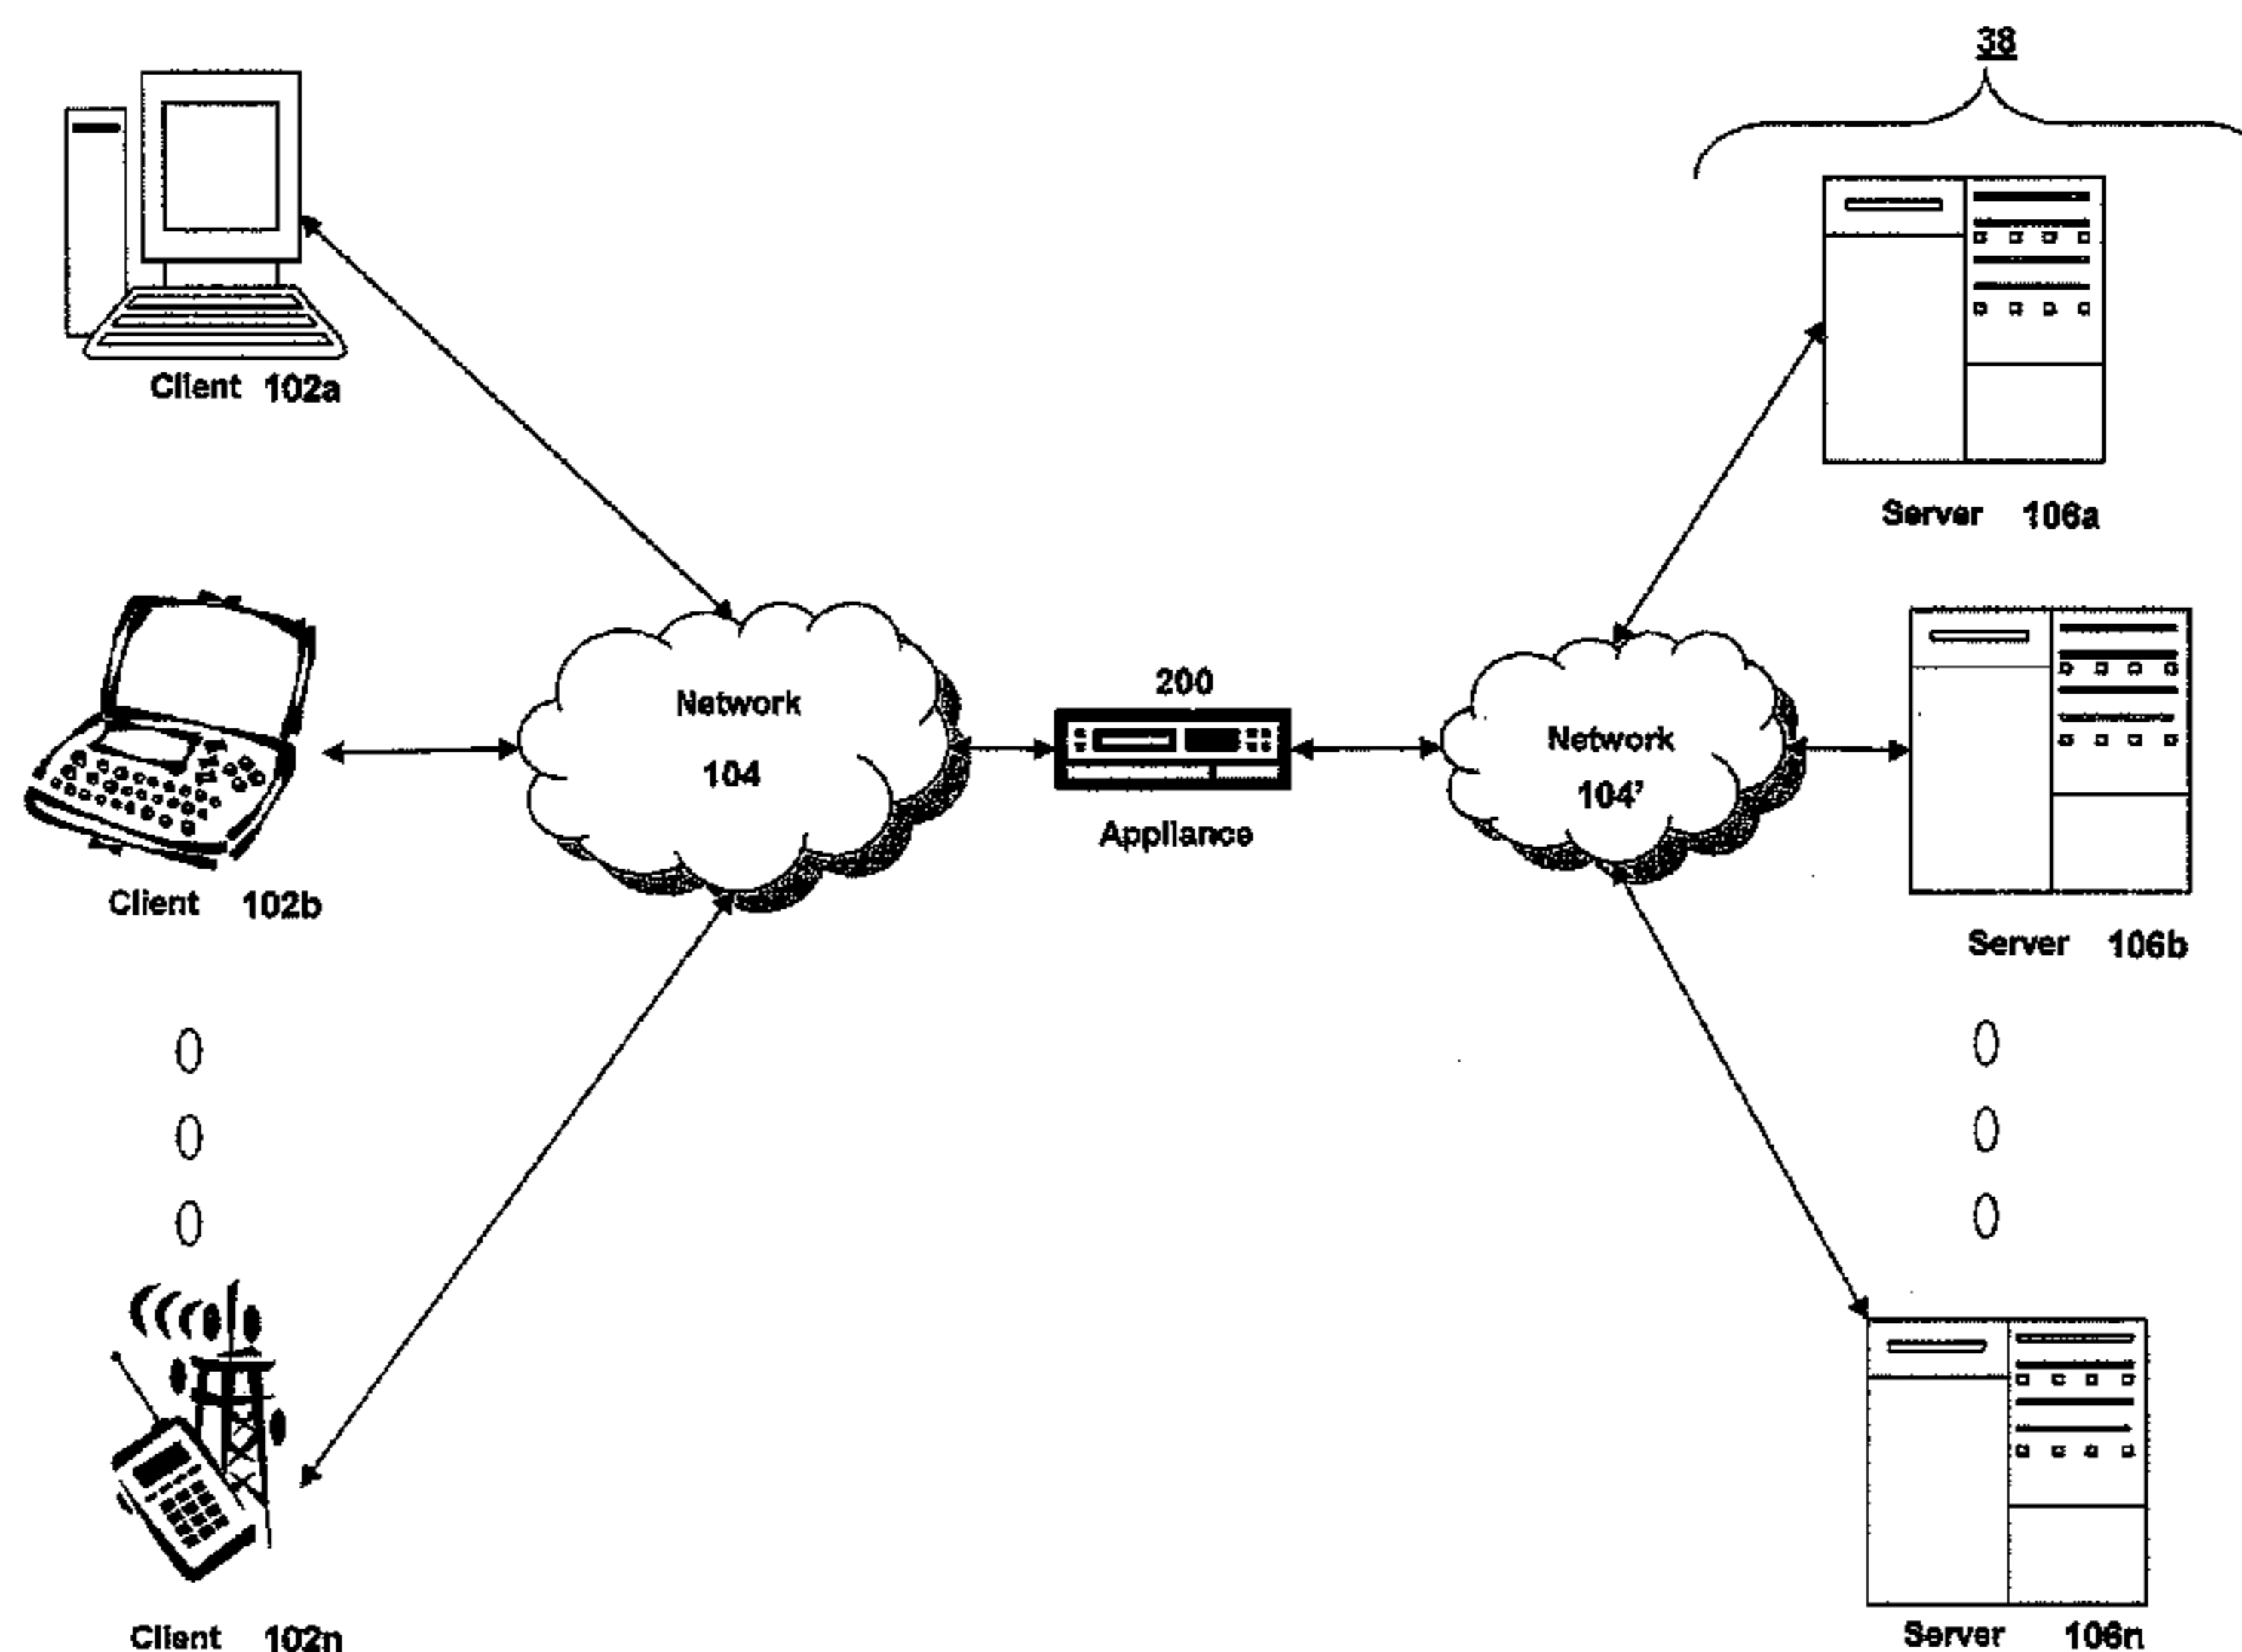 38
Client 102a
Server 106a
200
Network
104
Appliance
Network
104’
Client 102b
Server 106b
Client 102n
Server 106n